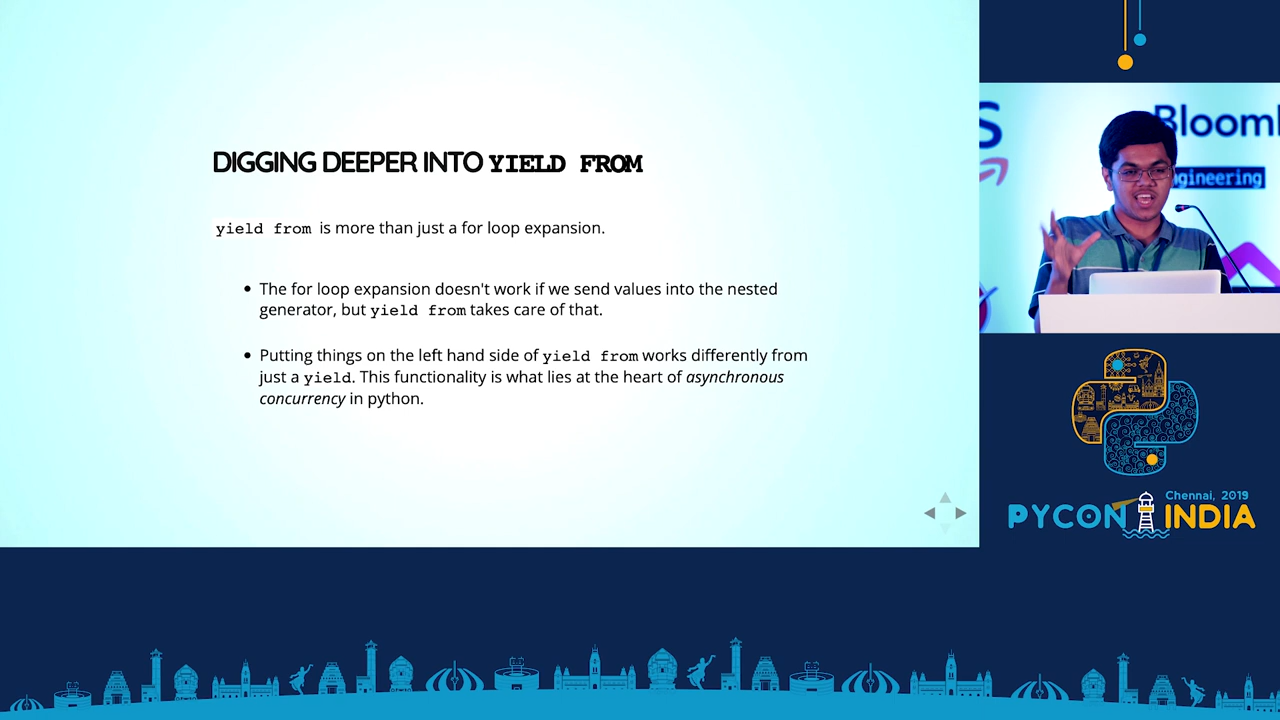 DIGGING DEEPER INTO YIELD FROM
yield from is more than just a for loop expansion.
• The for loop expansion doesn't work if we send values into the nested
generator, but yield from takes care of that.
• Putting things on the left hand side of yield from works differently from
just a yield. This functionality is what lies at the heart of asynchronous
concurrency in python.
S
Bloom
gineering
Chennai, 2019
PYCON INDIA